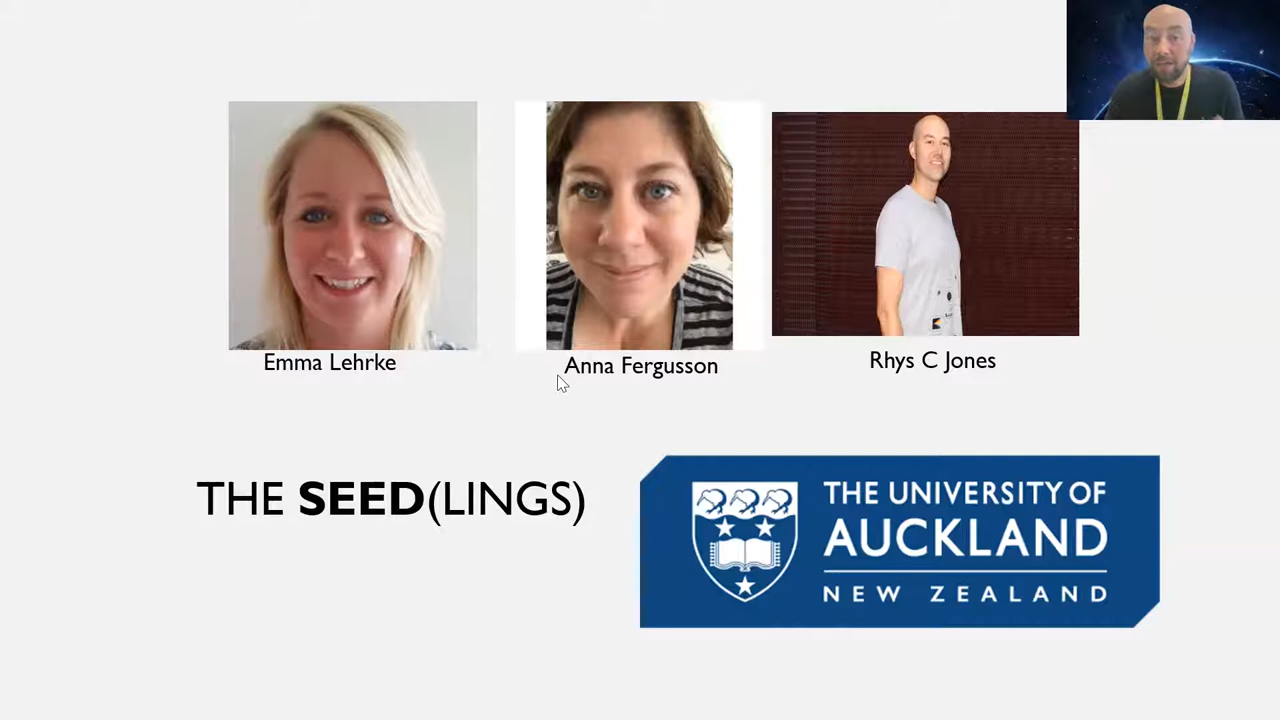 Emma Lehrke
Anna Fergusson
Rhys C Jones
THE SEED(LINGS)
THE UNIVERSITY OF
AUCKLAND
NEW ZEALAND